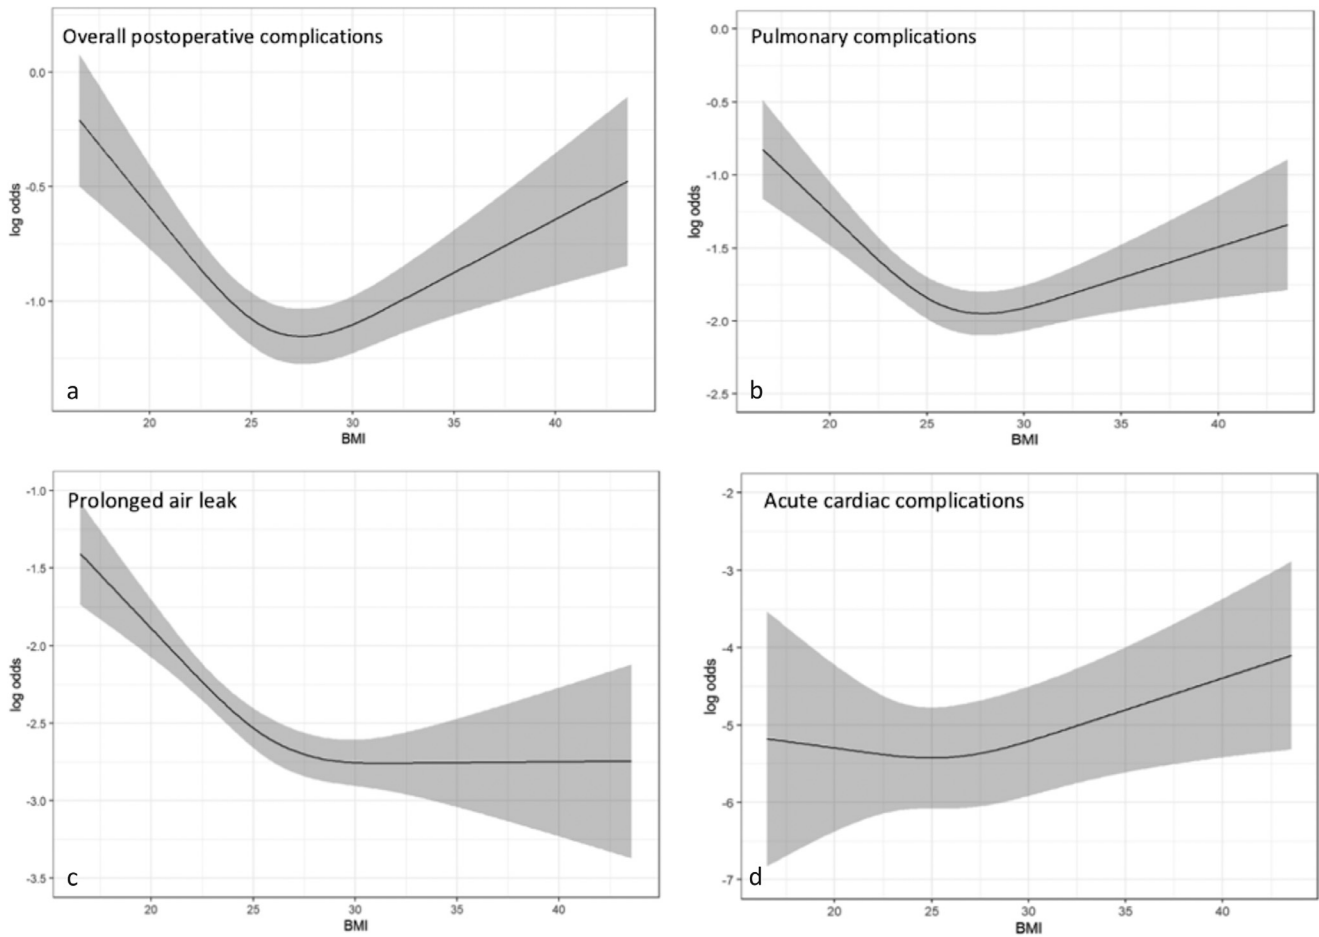 Overall postoperative complications
0.0
-0.5
-1.0
log odds
a
20 25 30 35 40
BMI
Pulmonary complications
0.0
-0.5
-1.0
-1.5
-2.0
-2.5
log odds
b
20 25 30 35 40
BMI
Prolonged air leak
-1.0
-1.5
-2.0
-2.5
-3.0
-3.5
log odds
c
20 25 30 35 40
BMI
Acute cardiac complications
-2
-3
-4
-5
-6
-7
log odds
d
20 25 30 35 40
BMI